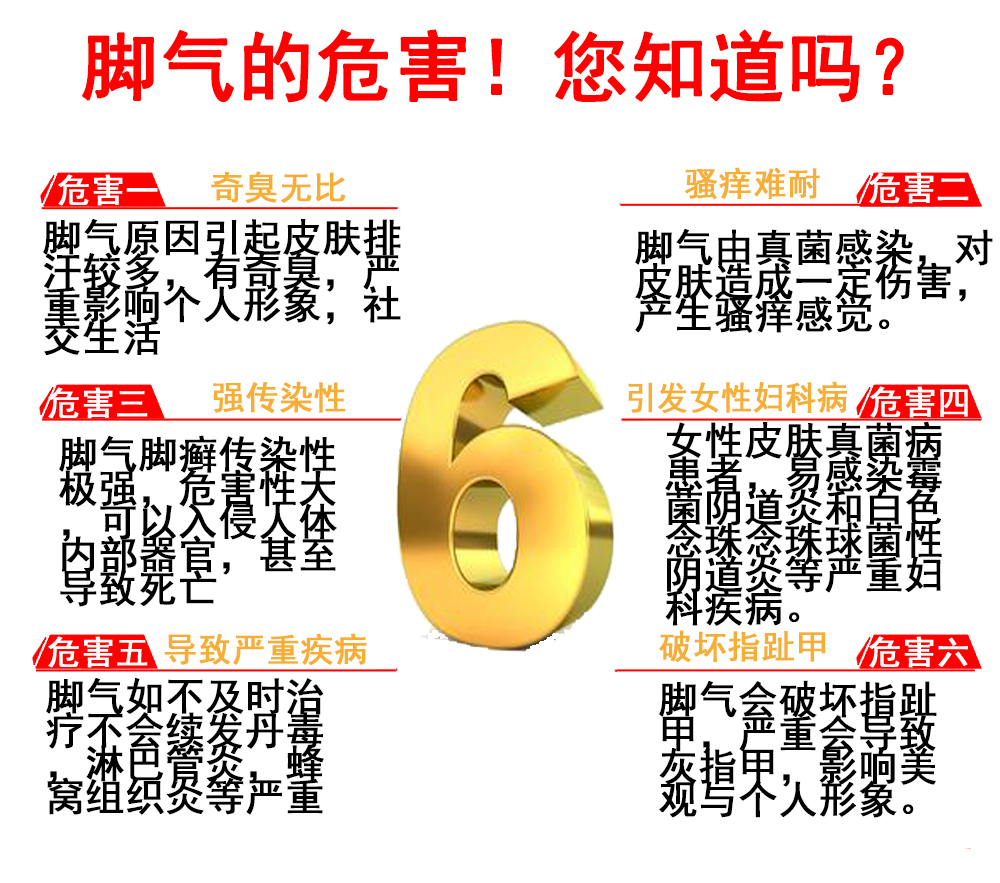 脚气的危害！您知道吗？
危害一 奇臭无比
脚气原因引起皮肤排
汗较多，有奇臭，严
重影响个人形象，社
交生活
骚痒难耐 危害二
脚气由真菌感染，对
皮肤造成一定伤害，
产生骚痒感觉。
危害三 强传染性
脚气脚癣传染性
极强，危害性大
，可以入侵人体
内部器官，甚至
导致死亡
引发女性妇科病 危害四
女性皮肤真菌病
患者，易感染霉
菌阴道炎和白色
念珠念珠球菌性
阴道炎等严重妇
科疾病。
6
危害五 导致严重疾病
脚气如不及时治
疗不会续发丹毒
，淋巴管炎，蜂
窝组织炎等严重
破坏指趾甲 危害六
脚气会破坏指趾
甲，严重会导致
灰指甲，影响美
观与个人形象。